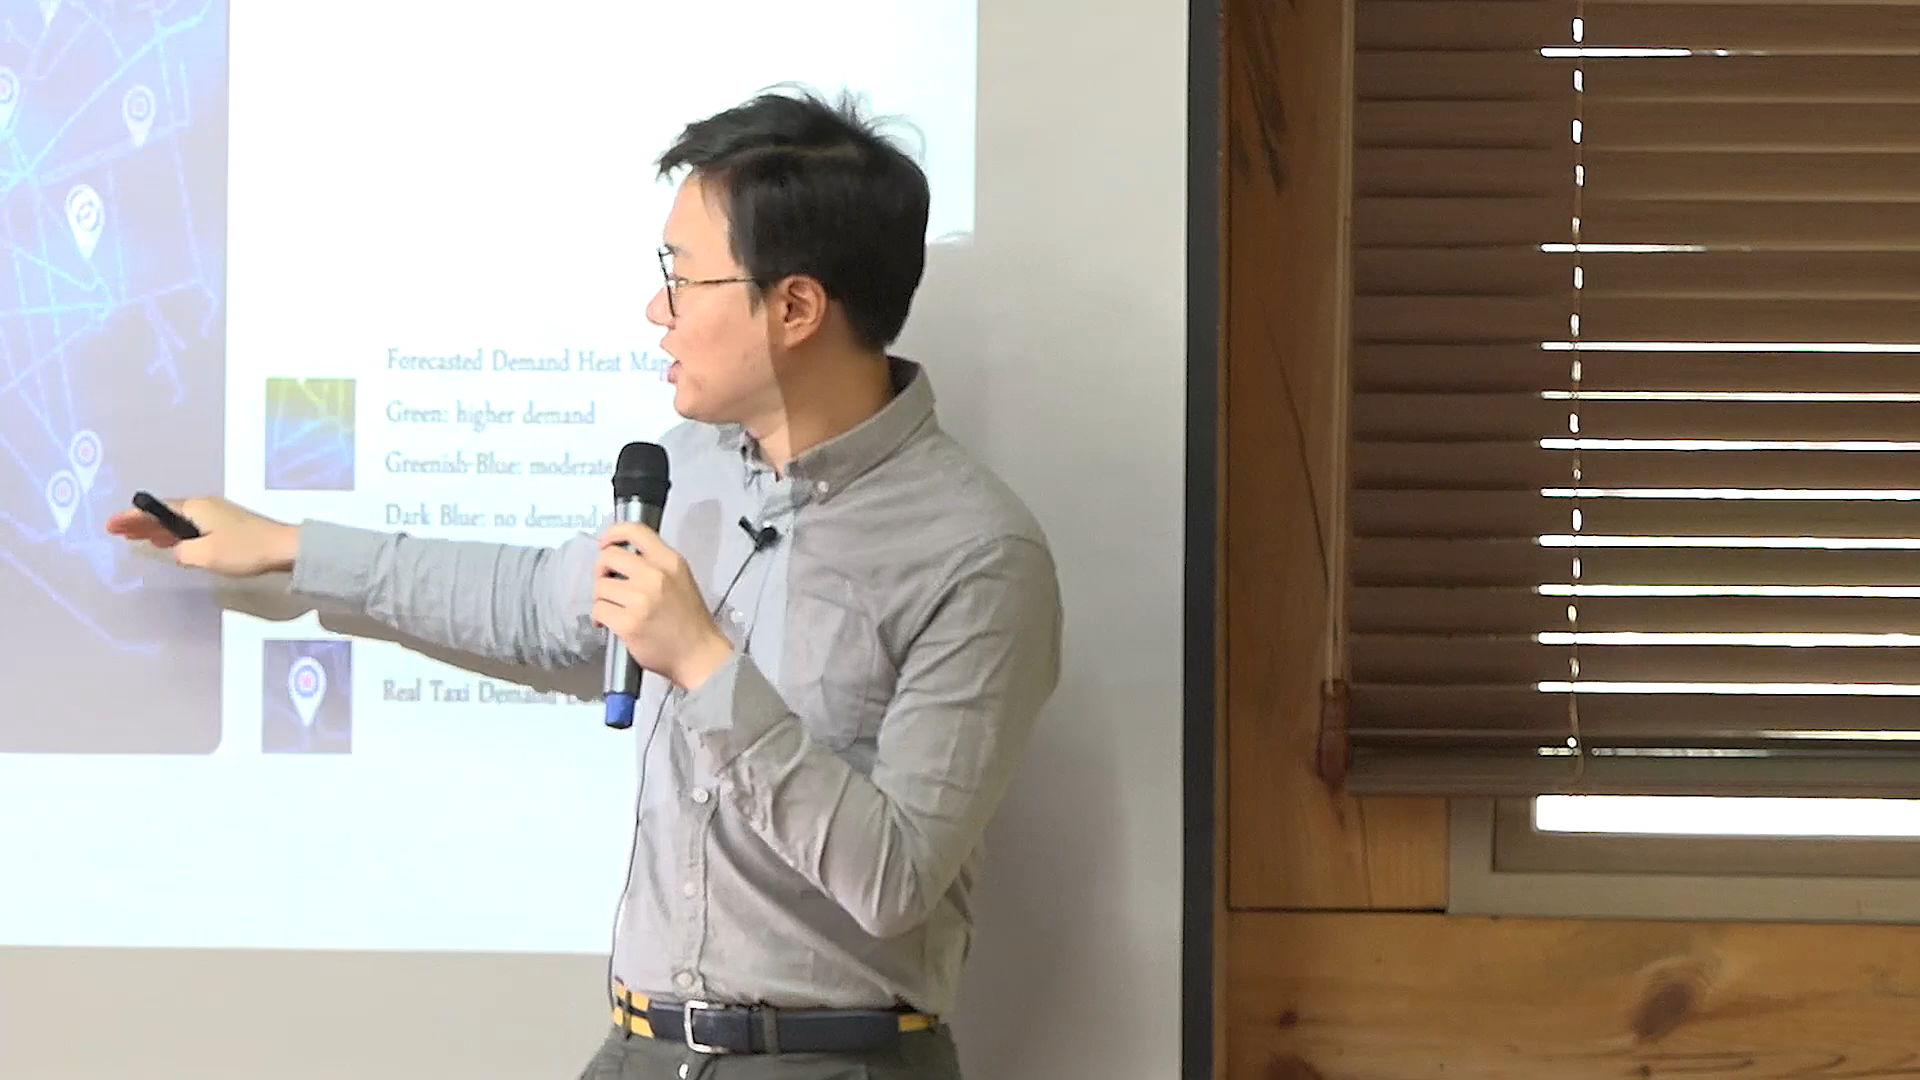 Forecasted Demand Heat Map
Green: higher demand
Greenish-Blue: moderate
Dark Blue: no demand
Real Taxi Demand